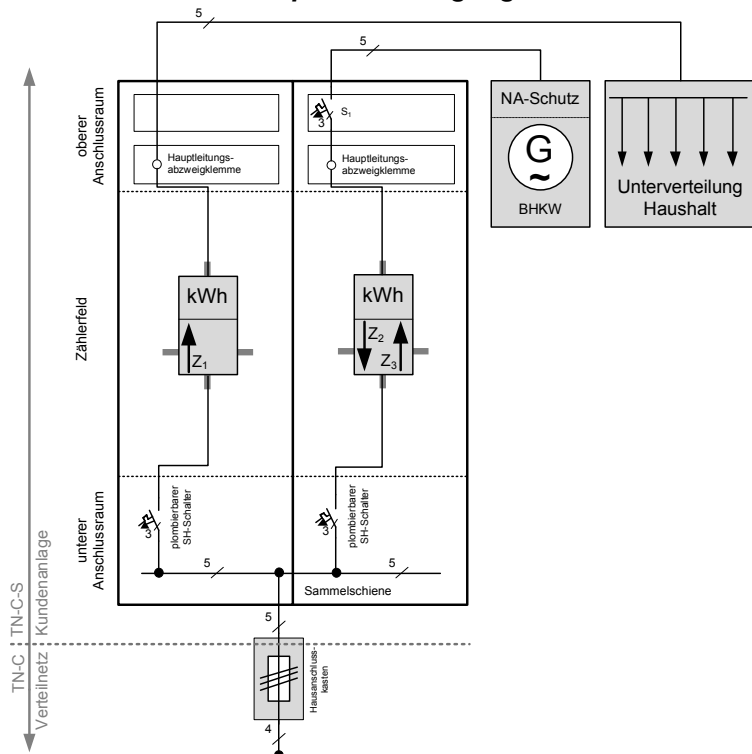 5
5
NA-Schutz
G
~
BHKW
Unterverteilung
Haushalt
oberer
Anschlussraum
3
S1
Hauptleitungs-
abzweigklemme
Hauptleitungs-
abzweigklemme
Zählerfeld
kWh
Z1
kWh
Z2
Z3
unterer
Anschlussraum
3
plombierbarer
SH-Schalter
3
plombierbarer
SH-Schalter
5
5
Sammelschiene
5
TN-C-S
Kundenanlage
TN-C
Verteilnetz
Hausanschluss-
kasten
4